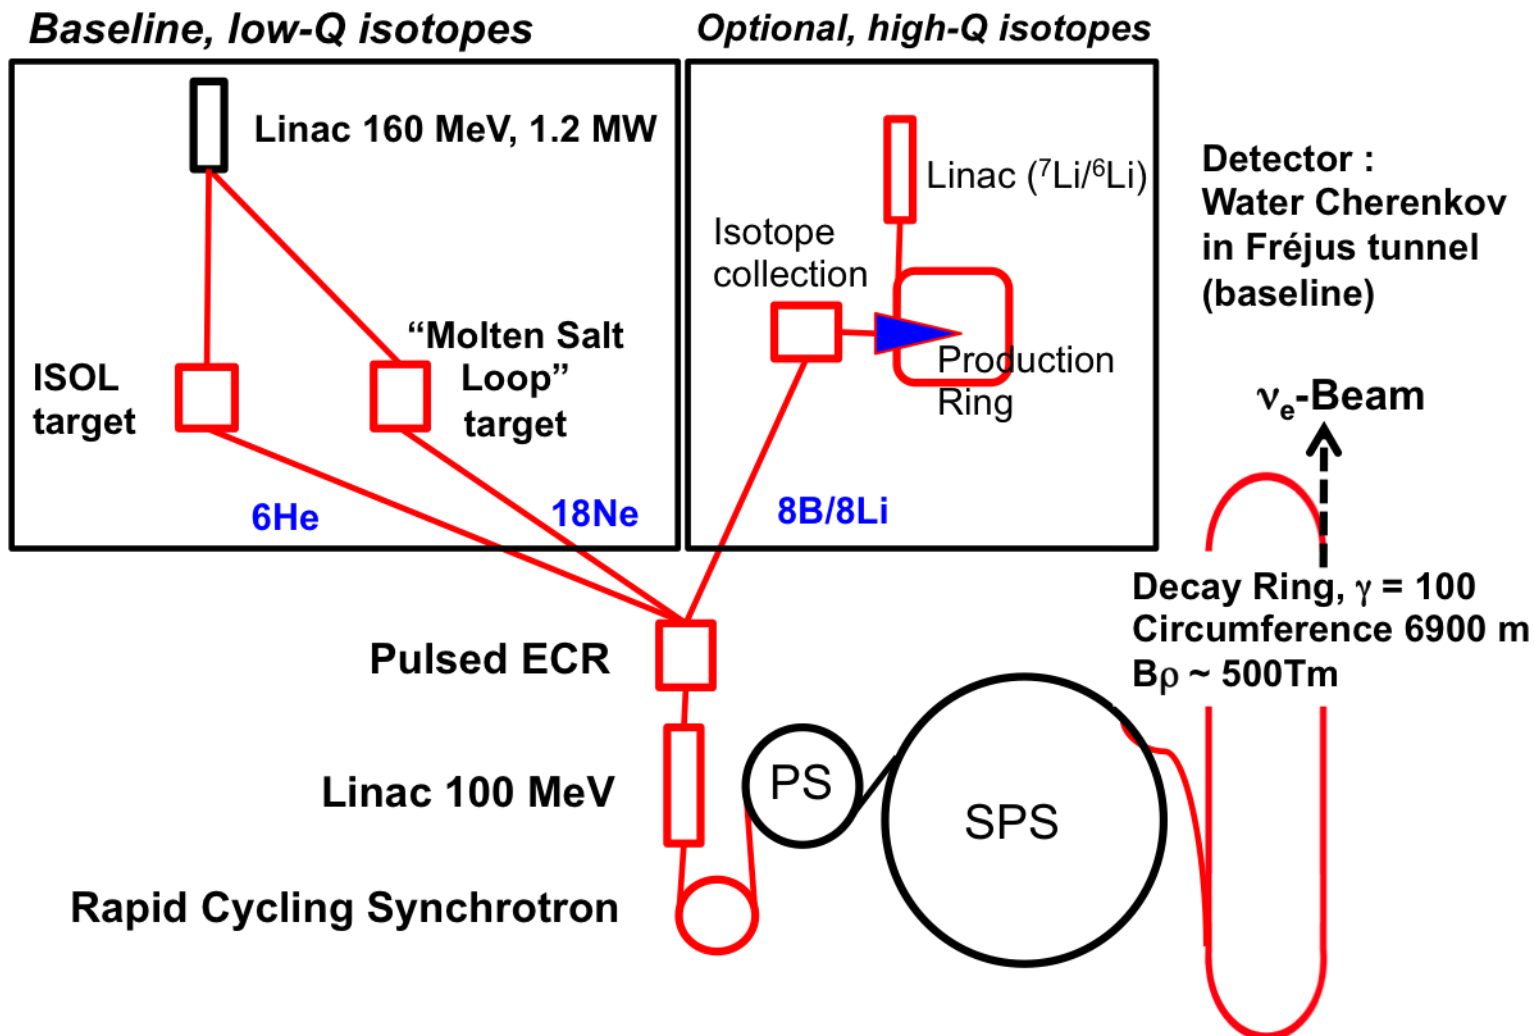 Baseline, low-Q isotopes
Optional, high-Q isotopes
Linac 160 MeV, 1.2 MW
ISOL
target
“Molten Salt
Loop”
target
6He
18Ne
Linac (⁷Li/⁶Li)
Isotope
collection
Production
Ring
8B/8Li
Detector :
Water Cherenkov
in Fréjus tunnel
(baseline)
νₑ-Beam
Decay Ring, γ = 100
Circumference 6900 m
Bρ ~ 500Tm
Pulsed ECR
Linac 100 MeV
PS
SPS
Rapid Cycling Synchrotron